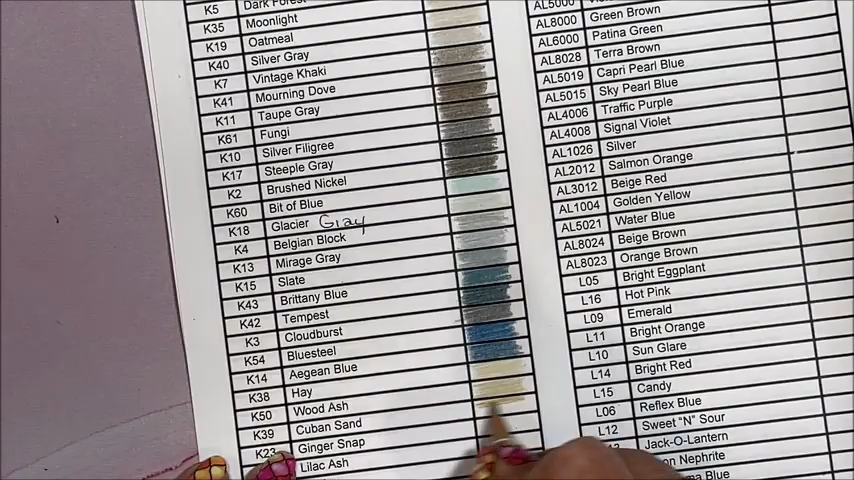 K5 Dark Forest
K35 Moonlight
K19 Oatmeal
K40 Silver Gray
K7 Vintage Khaki
K41 Mourning Dove
K11 Taupe Gray
K61 Fungi
K10 Silver Filigree
K17 Steeple Gray
K2 Brushed Nickel
K60 Bit of Blue
K18 Glacier Gray
K4 Belgian Block
K13 Mirage Gray
K15 Slate
K43 Brittany Blue
K42 Tempest
K3 Cloudburst
K54 Bluesteel
K14 Aegean Blue
K38 Hay
K50 Wood Ash
K39 Cuban Sand
K23 Ginger Snap
Lilac Ash
AL5000
AL8000 Green Brown
AL6000 Patina Green
AL8028 Terra Brown
AL5019 Capri Pearl Blue
AL5015 Sky Pearl Blue
AL4006 Traffic Purple
AL4008 Signal Violet
AL1026 Silver
AL2012 Salmon Orange
AL3012 Beige Red
AL1004 Golden Yellow
AL5021 Water Blue
AL8024 Beige Brown
AL8023 Orange Brown
L05 Bright Eggplant
L16 Hot Pink
L09 Emerald
L11 Bright Orange
L10 Sun Glare
L14 Bright Red
L15 Candy
L06 Reflex Blue
L12 Sweet "N" Sour
Jack-O-Lantern
Nephrite
Blue